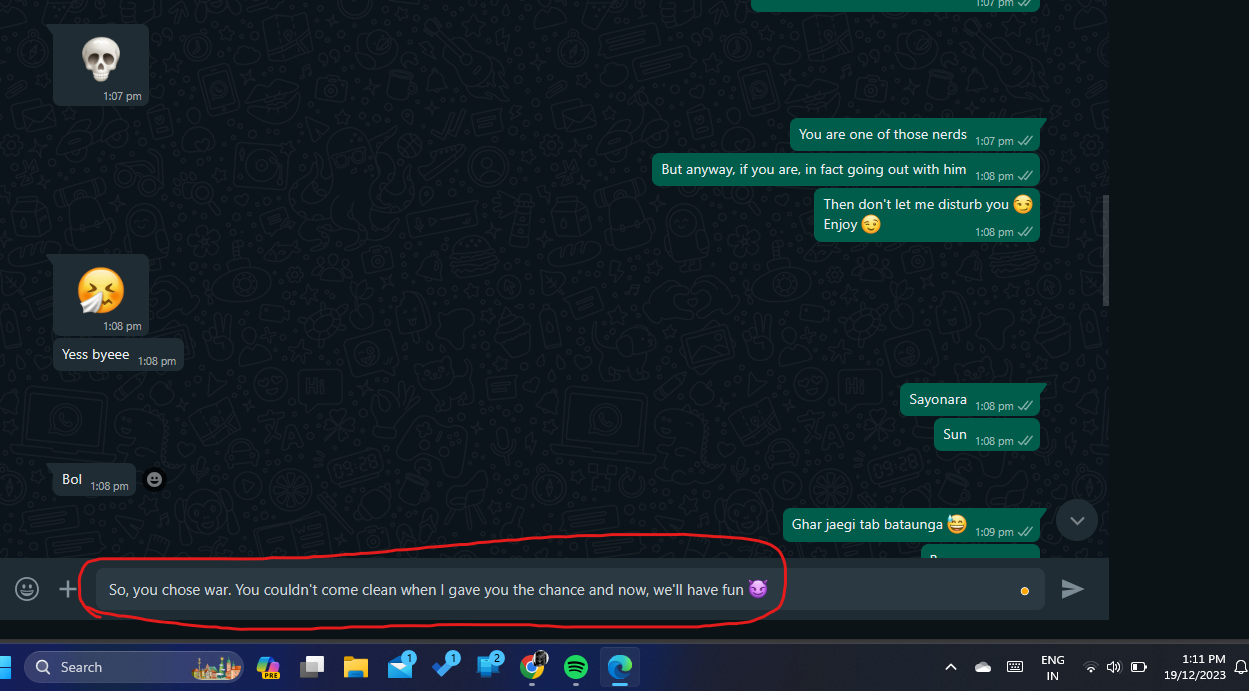 1:07 pm
💀
1:07 pm
You are one of those nerds 1:07 pm
But anyway, if you are, in fact going out with him 1:08 pm
Then don't let me disturb you 😏
Enjoy 😉
1:08 pm
🤧
1:08 pm
Yess byeee 1:08 pm
Sayonara 1:08 pm
Sun 1:08 pm
Bol 1:08 pm
Ghar jaegi tab bataunga 😅 1:09 pm
So, you chose war. You couldn't come clean when I gave you the chance and now, we'll have fun 😈
Search
PRE
1
1
2
ENG
IN
1:11 PM
19/12/2023